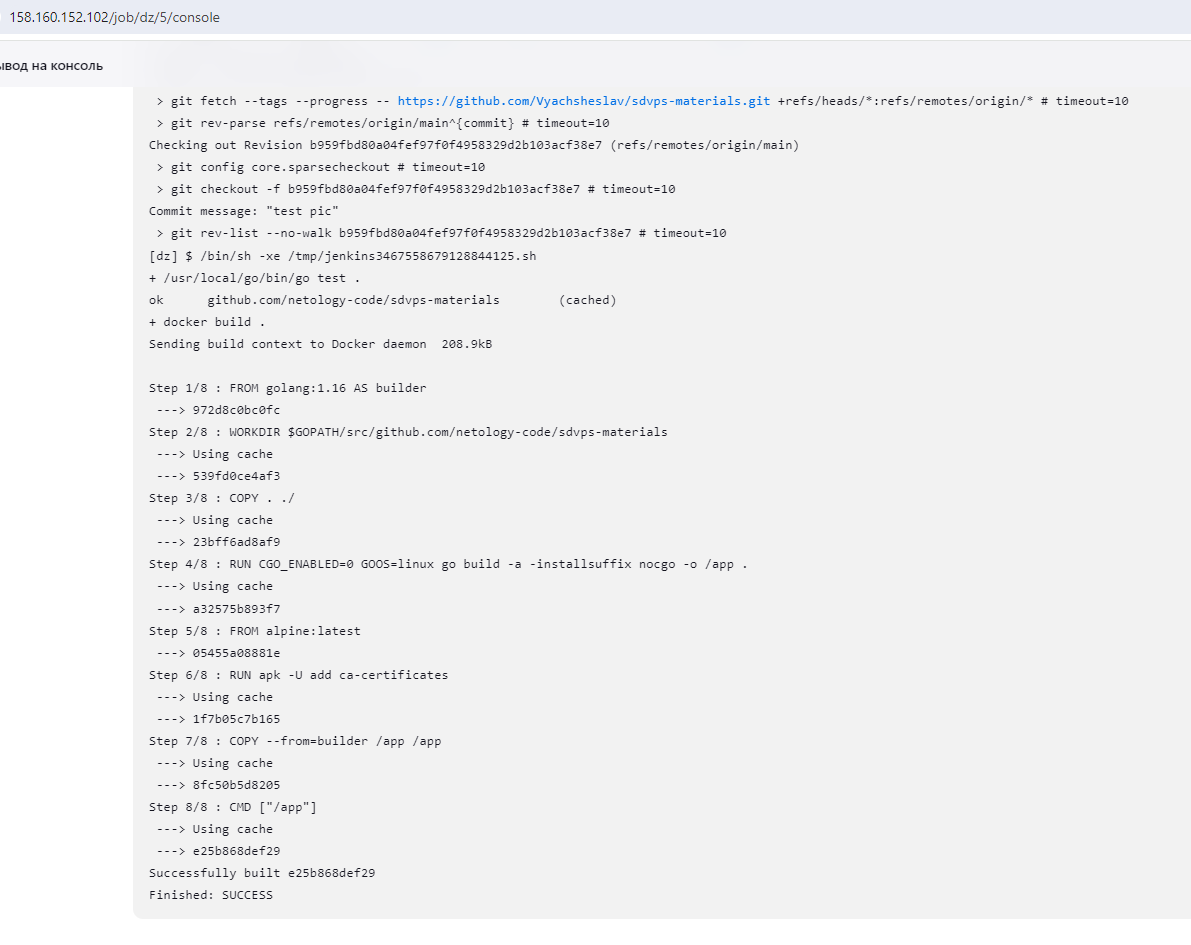 158.160.152.102/job/dz/5/console
ывод на консоль
> git fetch --tags --progress -- https://github.com/Vyachsheslav/sdvps-materials.git +refs/heads/*:refs/remotes/origin/* # timeout=10
> git rev-parse refs/remotes/origin/main^{commit} # timeout=10
Checking out Revision b959fbd80a04fef97f0f4958329d2b103acf38e7 (refs/remotes/origin/main)
> git config core.sparsecheckout # timeout=10
> git checkout -f b959fbd80a04fef97f0f4958329d2b103acf38e7 # timeout=10
Commit message: "test pic"
> git rev-list --no-walk b959fbd80a04fef97f0f4958329d2b103acf38e7 # timeout=10
[dz] $ /bin/sh -xe /tmp/jenkins3467558679128844125.sh
+ /usr/local/go/bin/go test .
ok github.com/netology-code/sdvps-materials (cached)
+ docker build .
Sending build context to Docker daemon 208.9kB
Step 1/8 : FROM golang:1.16 AS builder
---> 972d8c0bc0fc
Step 2/8 : WORKDIR $GOPATH/src/github.com/netology-code/sdvps-materials
---> Using cache
---> 539fd0ce4af3
Step 3/8 : COPY . ./
---> Using cache
---> 23bff6ad8af9
Step 4/8 : RUN CGO_ENABLED=0 GOOS=linux go build -a -installsuffix nocgo -o /app .
---> Using cache
---> a32575b893f7
Step 5/8 : FROM alpine:latest
---> 05455a08881e
Step 6/8 : RUN apk -U add ca-certificates
---> Using cache
---> 1f7b05c7b165
Step 7/8 : COPY --from=builder /app /app
---> Using cache
---> 8fc50b5d8205
Step 8/8 : CMD ["/app"]
---> Using cache
---> e25b868def29
Successfully built e25b868def29
Finished: SUCCESS